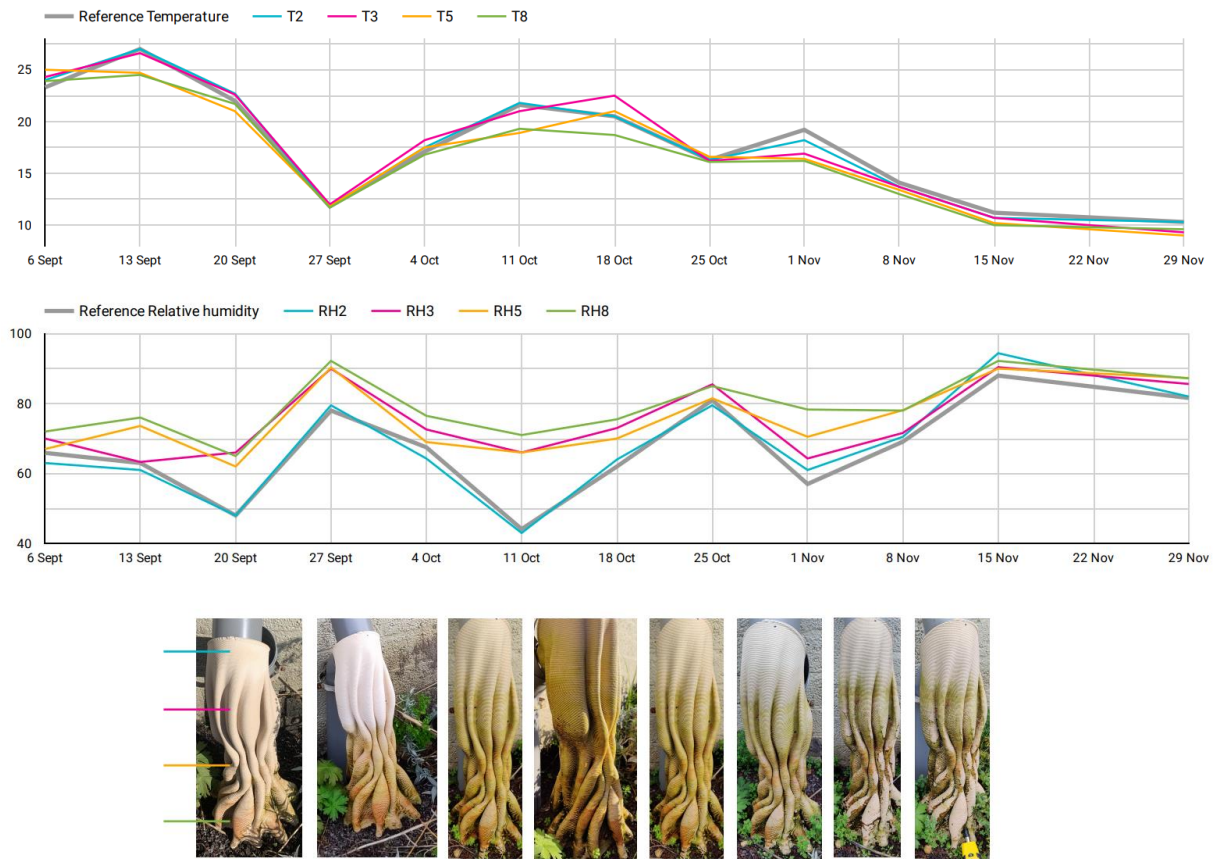 Reference Temperature T2 T3 T5 T8
25
20
15
10
6 Sept 13 Sept 20 Sept 27 Sept 4 Oct 11 Oct 18 Oct 25 Oct 1 Nov 8 Nov 15 Nov 22 Nov 29 Nov
Reference Relative humidity RH2 RH3 RH5 RH8
100
80
60
40
6 Sept 13 Sept 20 Sept 27 Sept 4 Oct 11 Oct 18 Oct 25 Oct 1 Nov 8 Nov 15 Nov 22 Nov 29 Nov